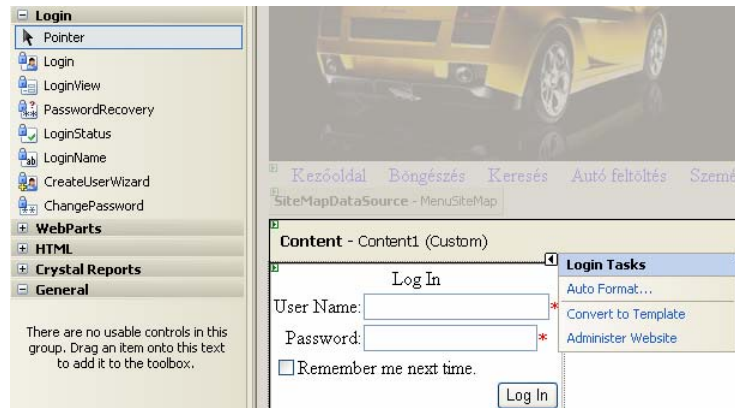 Login
Pointer
Login
LoginView
PasswordRecovery
LoginStatus
LoginName
CreateUserWizard
ChangePassword
WebParts
HTML
Crystal Reports
General
There are no usable controls in this
group. Drag an item onto this text
to add it to the toolbox.
Kezőoldal Böngészés Keresés Autó feltöltés Szemé
SiteMapDataSource - MenuSiteMap
Content - Content1 (Custom)
Log In
User Name: *
Password: *
Remember me next time.
Log In
Login Tasks
Auto Format...
Convert to Template
Administer Website